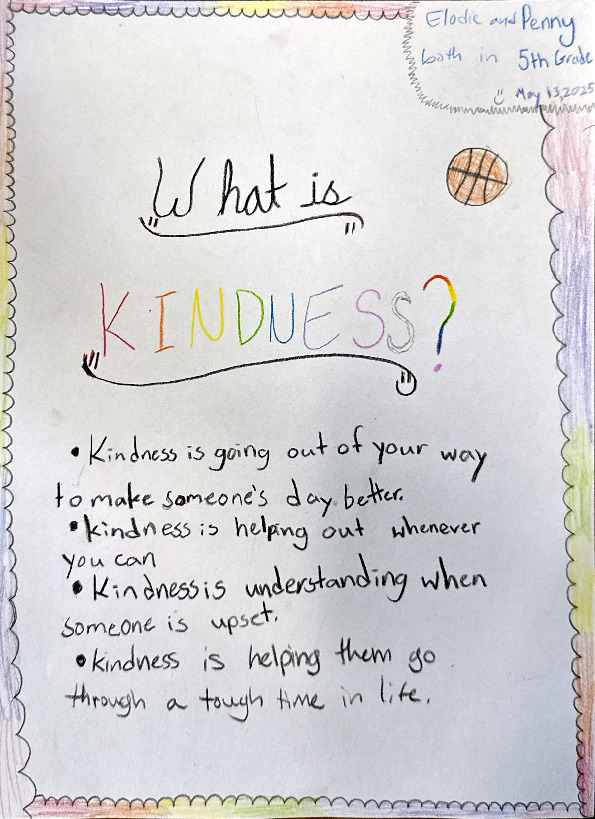 Elodie and Penny
both in 5th Grade
May 13, 2025
What is
KINDNESS?
• Kindness is going out of your way
to make someone's day better.
• kindness is helping out whenever
you can
• Kindness is understanding when
someone is upset.
• kindness is helping them go
through a tough time in life.